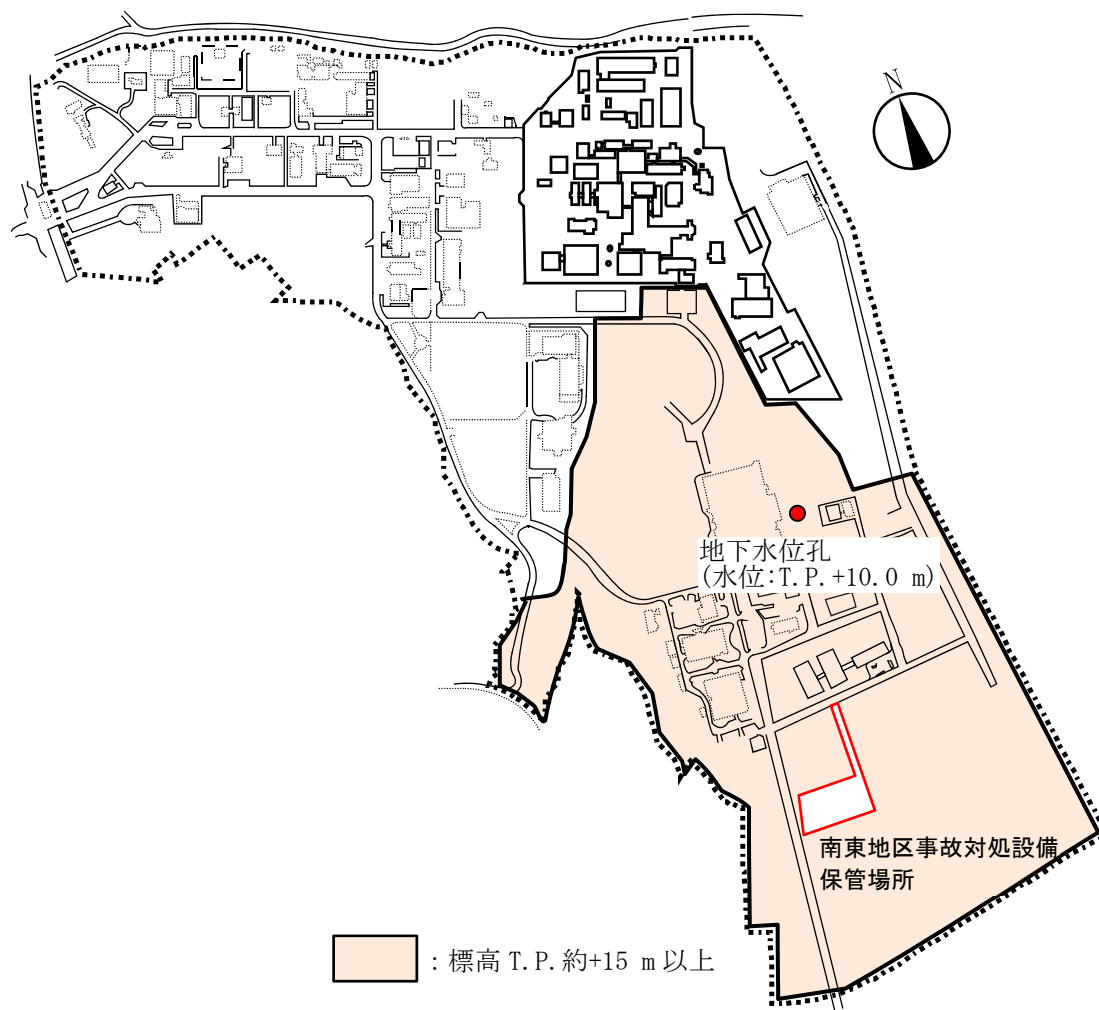 N
地下水位孔
(水位:T.P.+10.0 m)
南東地区事故対処設備
保管場所
：標高 T.P.約+15 m 以上